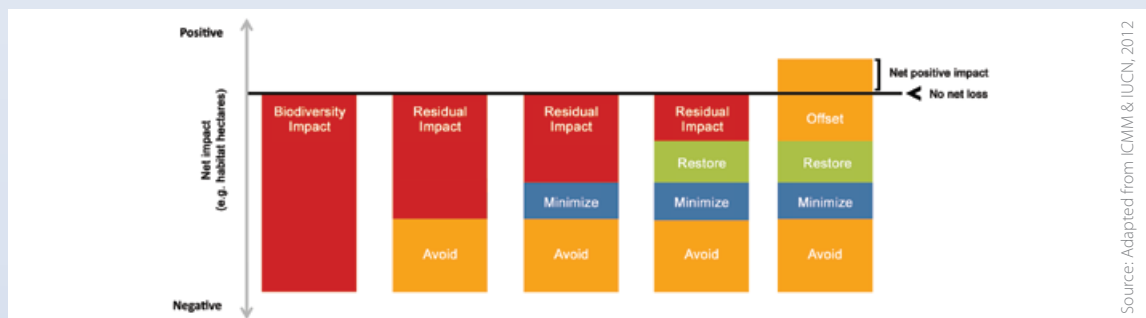 Positive
Net positive impact
No net loss
Biodiversity
Impact
Residual
Impact
Residual
Impact
Residual
Impact
Offset
Restore
Restore
Minimize
Minimize
Minimize
Avoid
Avoid
Avoid
Avoid
Net impact
(e.g. habitat hectares)
Negative
Source: Adapted from ICMM & IUCN, 2012